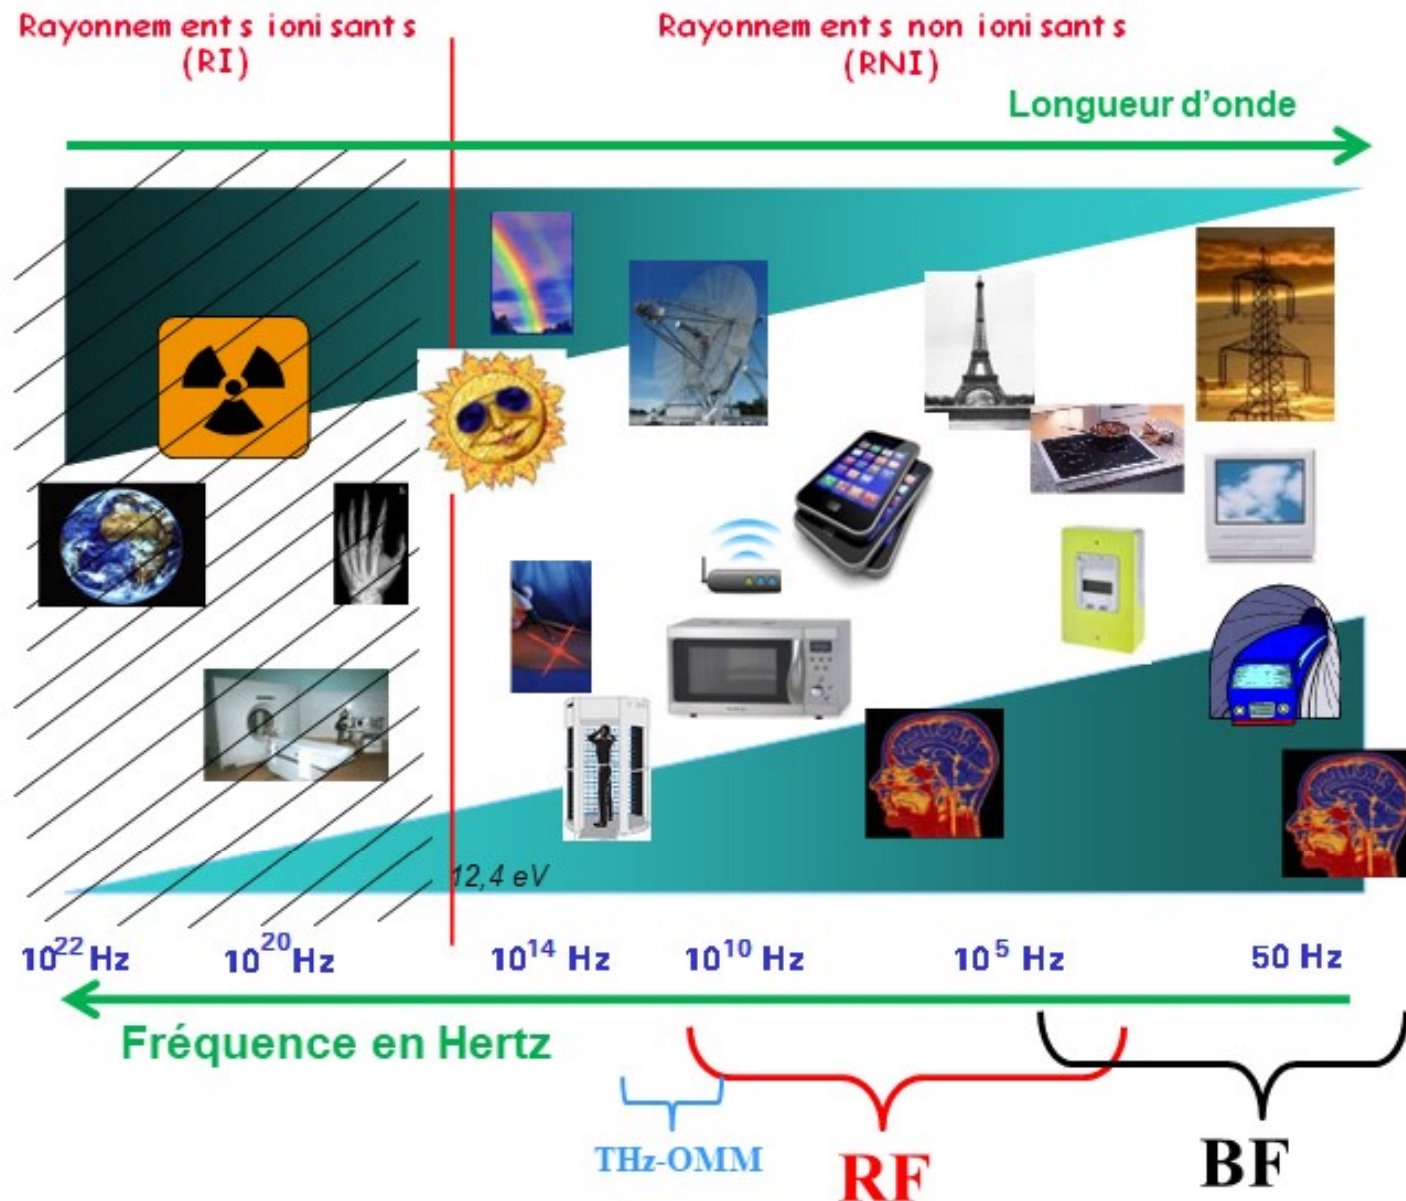 Rayonnements ionisants
(RI)
Rayonnements non ionisants
(RNI)
Longueur d'onde
12,4 eV
10²² Hz
10²⁰ Hz
10¹⁴ Hz
10¹⁰ Hz
10⁵ Hz
50 Hz
Fréquence en Hertz
THz-OMM
RF
BF